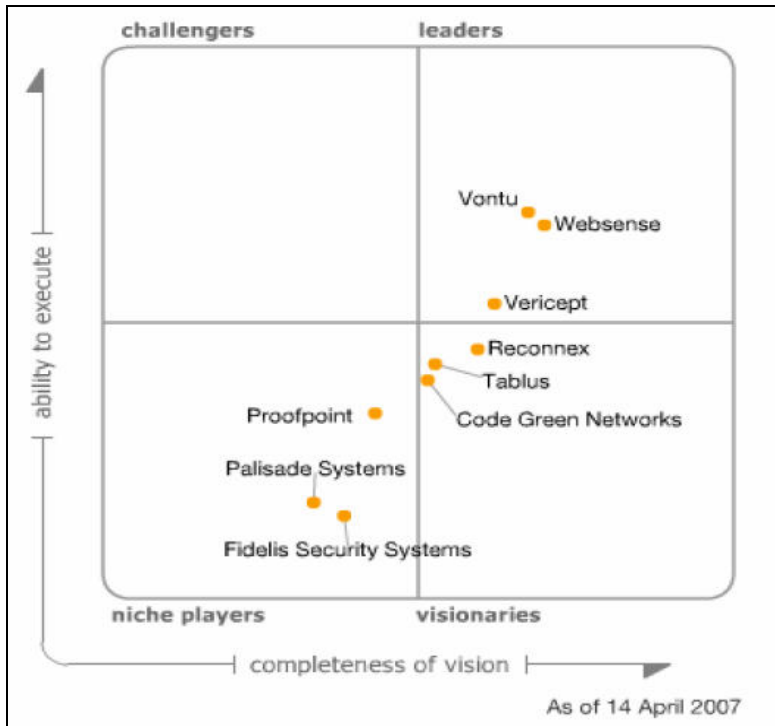 challengers
leaders
Vontu
Websense
Vericept
ability to execute
Reconnex
Tablus
Code Green Networks
Proofpoint
Palisade Systems
Fidelis Security Systems
niche players
visionaries
completeness of vision
As of 14 April 2007